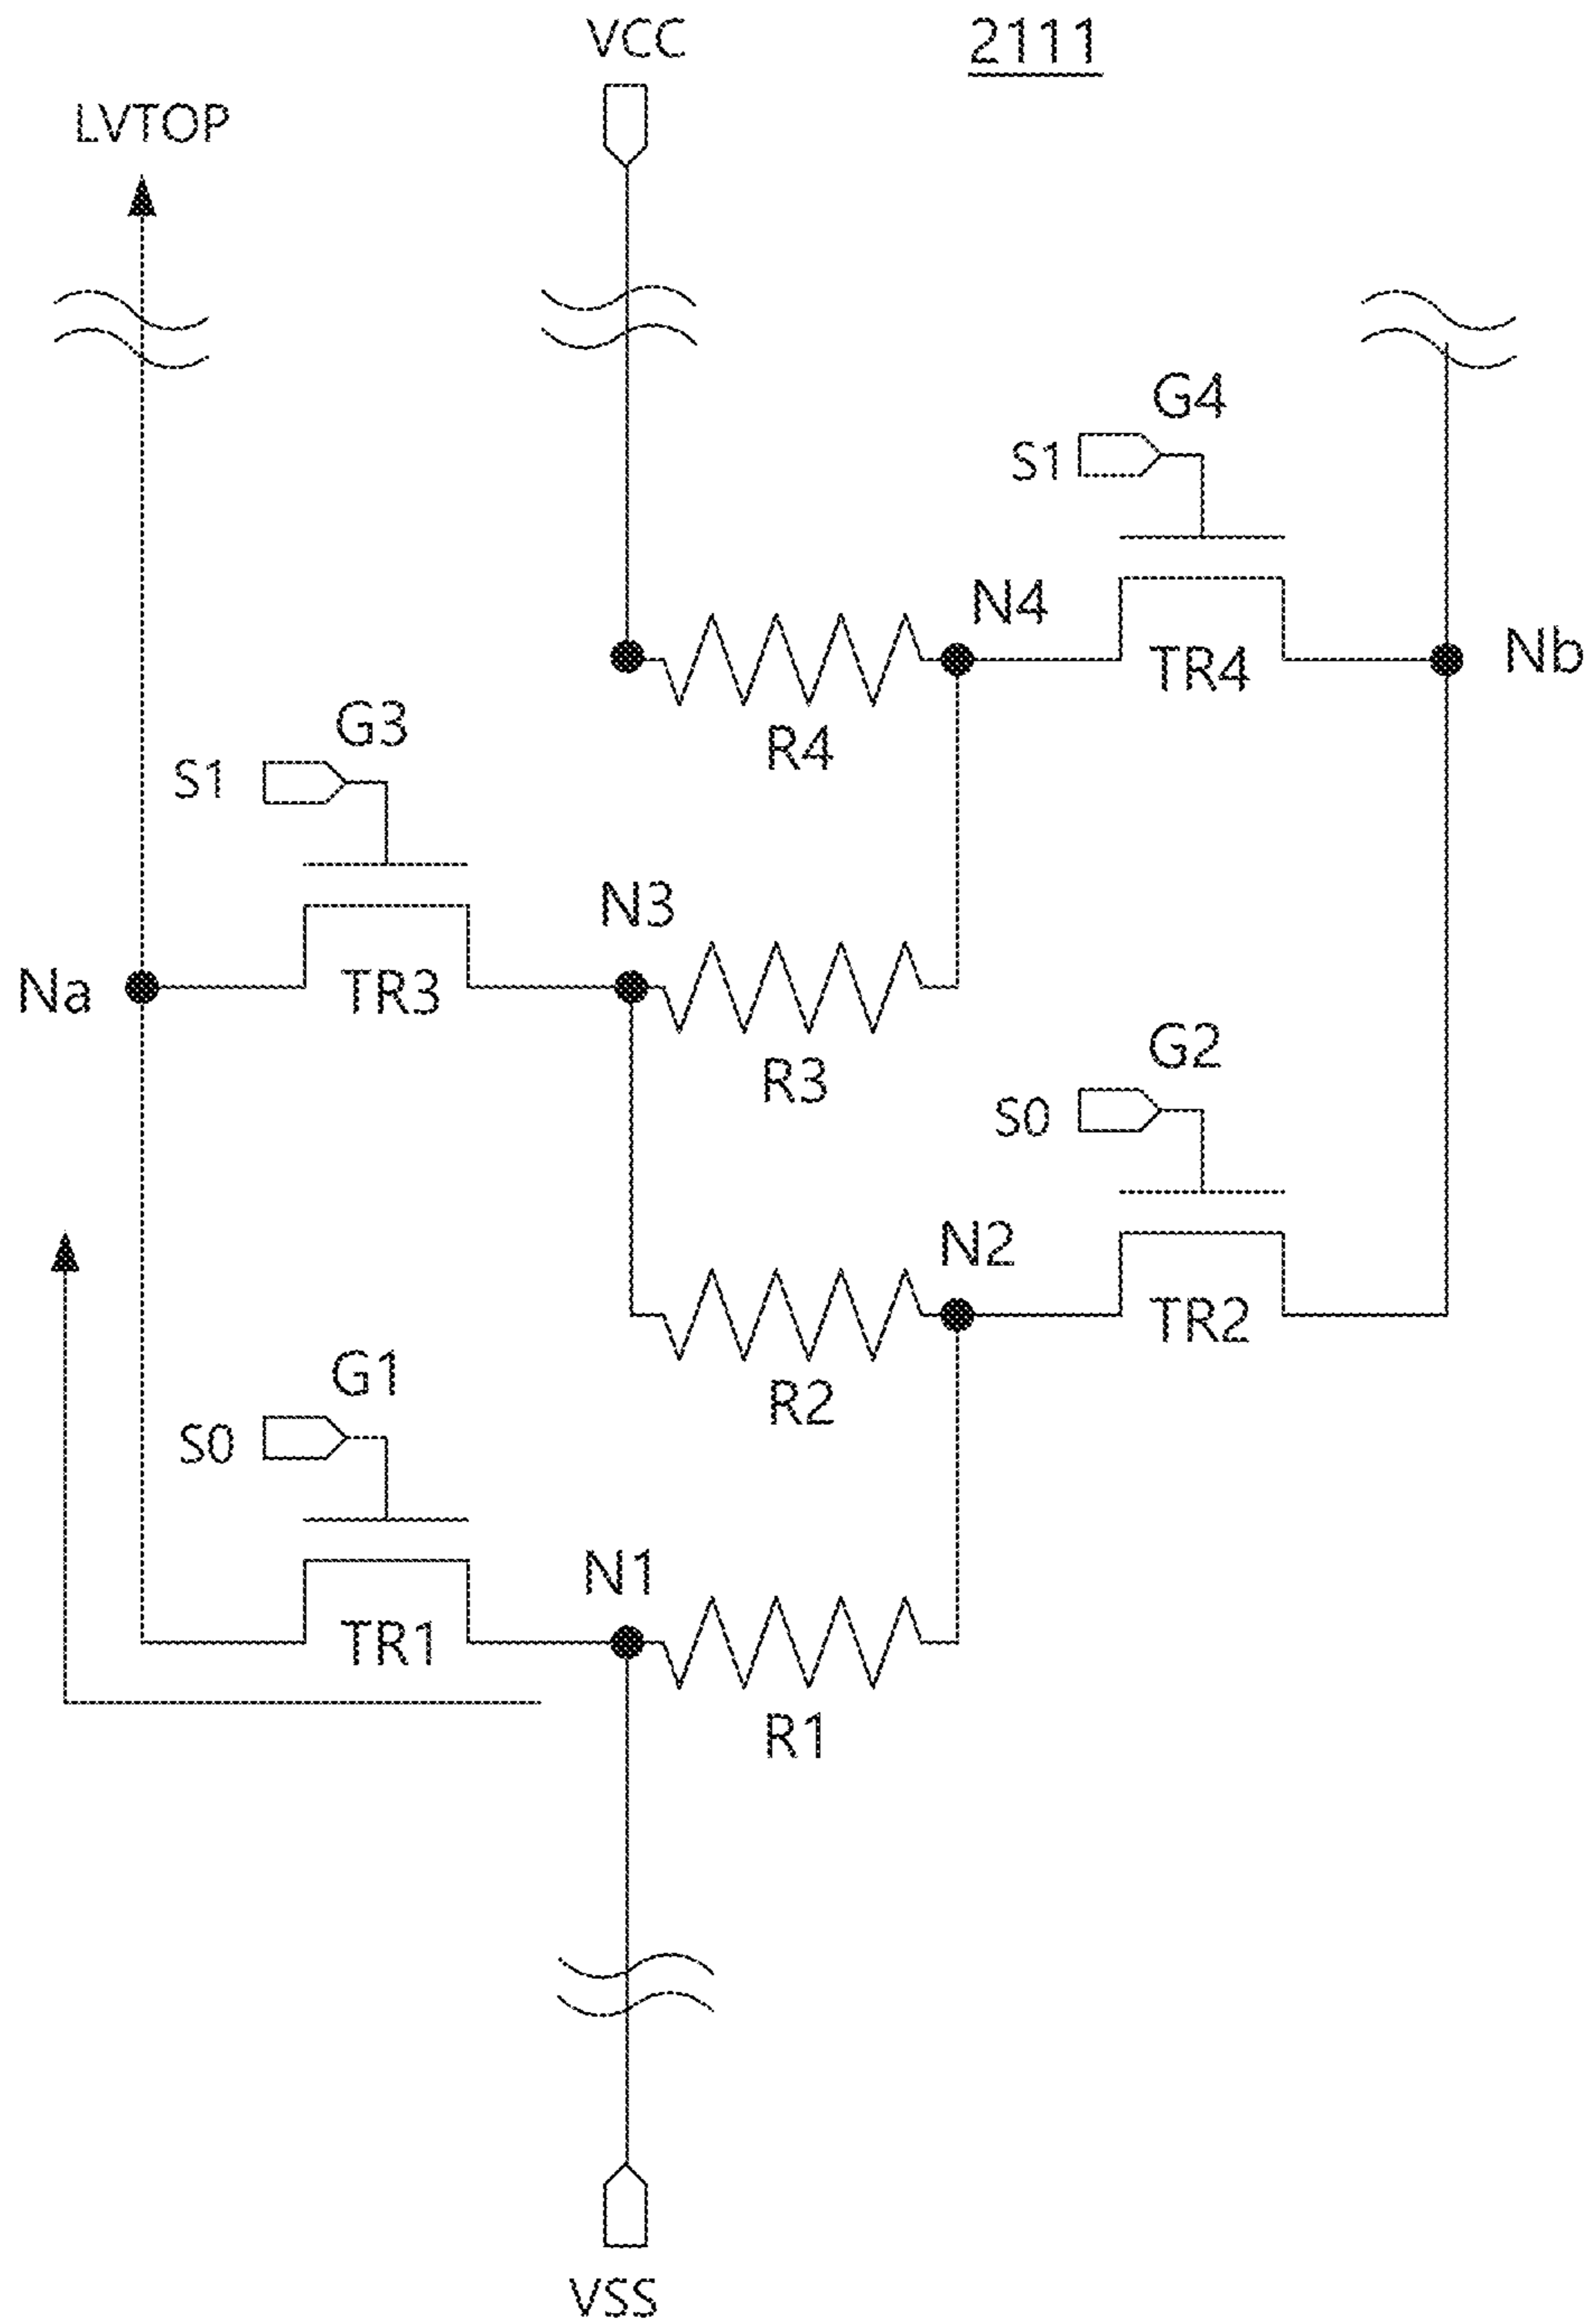 VCC
2111
LVTOP
G4
S1
N4
TR4
Nb
R4
G3
S1
N3
Na
TR3
R3
G2
S0
N2
TR2
R2
G1
S0
N1
TR1
R1
VSS